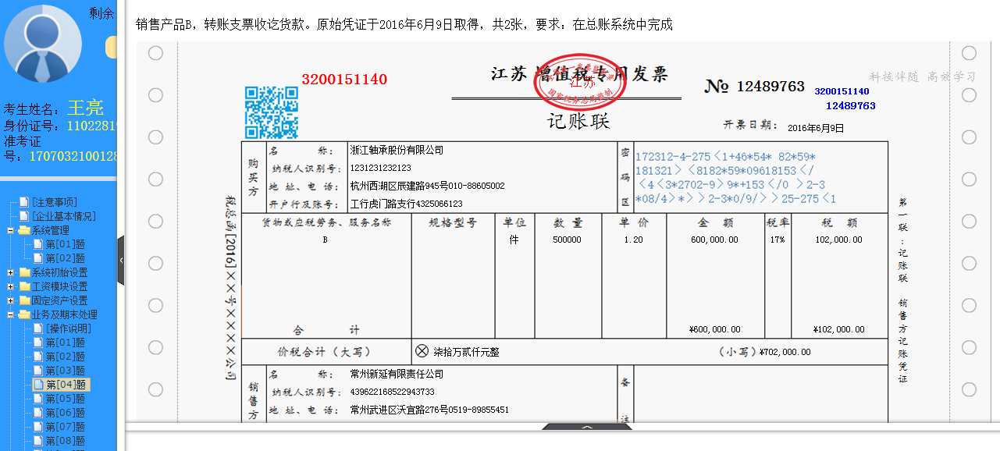 剩余
考生姓名: 王亮
身份证号: 1102281
准考证
号: 1707032100128
[注意事项]
[企业基本情况]
系统管理
第[01]题
第[02]题
系统初始设置
工资模块设置
固定资产设置
业务及期末处理
[操作说明]
第[01]题
第[02]题
第[03]题
第[04]题
第[05]题
第[06]题
第[07]题
第[08]题
销售产品B，转账支票收讫货款。原始凭证于2016年6月9日取得，共2张，要求：在总账系统中完成
3200151140
江苏 增值税专用发票
江苏
国家税务总局监制
记账联
№ 12489763
科技伴随 高效学习
3200151140
12489763
开票日期： 2016年6月9日
税总函[2016]××号××××公司
购买方
名 称： 浙江轴承股份有限公司
纳税人识别号： 1231231232123
地 址、电 话： 杭州西湖区辰建路945号010-88605002
开户行及账号： 工行虎门路支行4325066123
密码区
172312-4-275＜1+46*54* 82*59*
181321＞＜8182*59*09618153＜/
＜4＜3*2702-9＞9*+153＜/0 ＞2-3
*08/4＞*＞＞2-3*0/9/＞＞25-275＜1
货物或应税劳务、服务名称 规格型号 单位 数 量 单 价 金 额 税率 税 额
B 件 500000 1.20 600,000.00 17% 102,000.00
合 计 ¥600,000.00 ¥102,000.00
价税合计（大写） ⊗ 柒拾万贰仟元整 （小写）¥702,000.00
销售方
名 称： 常州新延有限责任公司
纳税人识别号： 439622168522943733
地 址、电 话： 常州武进区沃宜路276号0519-89855451
备注
第一联：记账联 销售方记账凭证